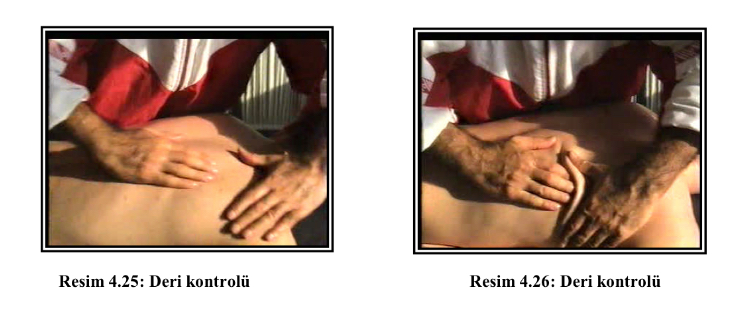 Resim 4.25: Deri kontrolü
Resim 4.26: Deri kontrolü